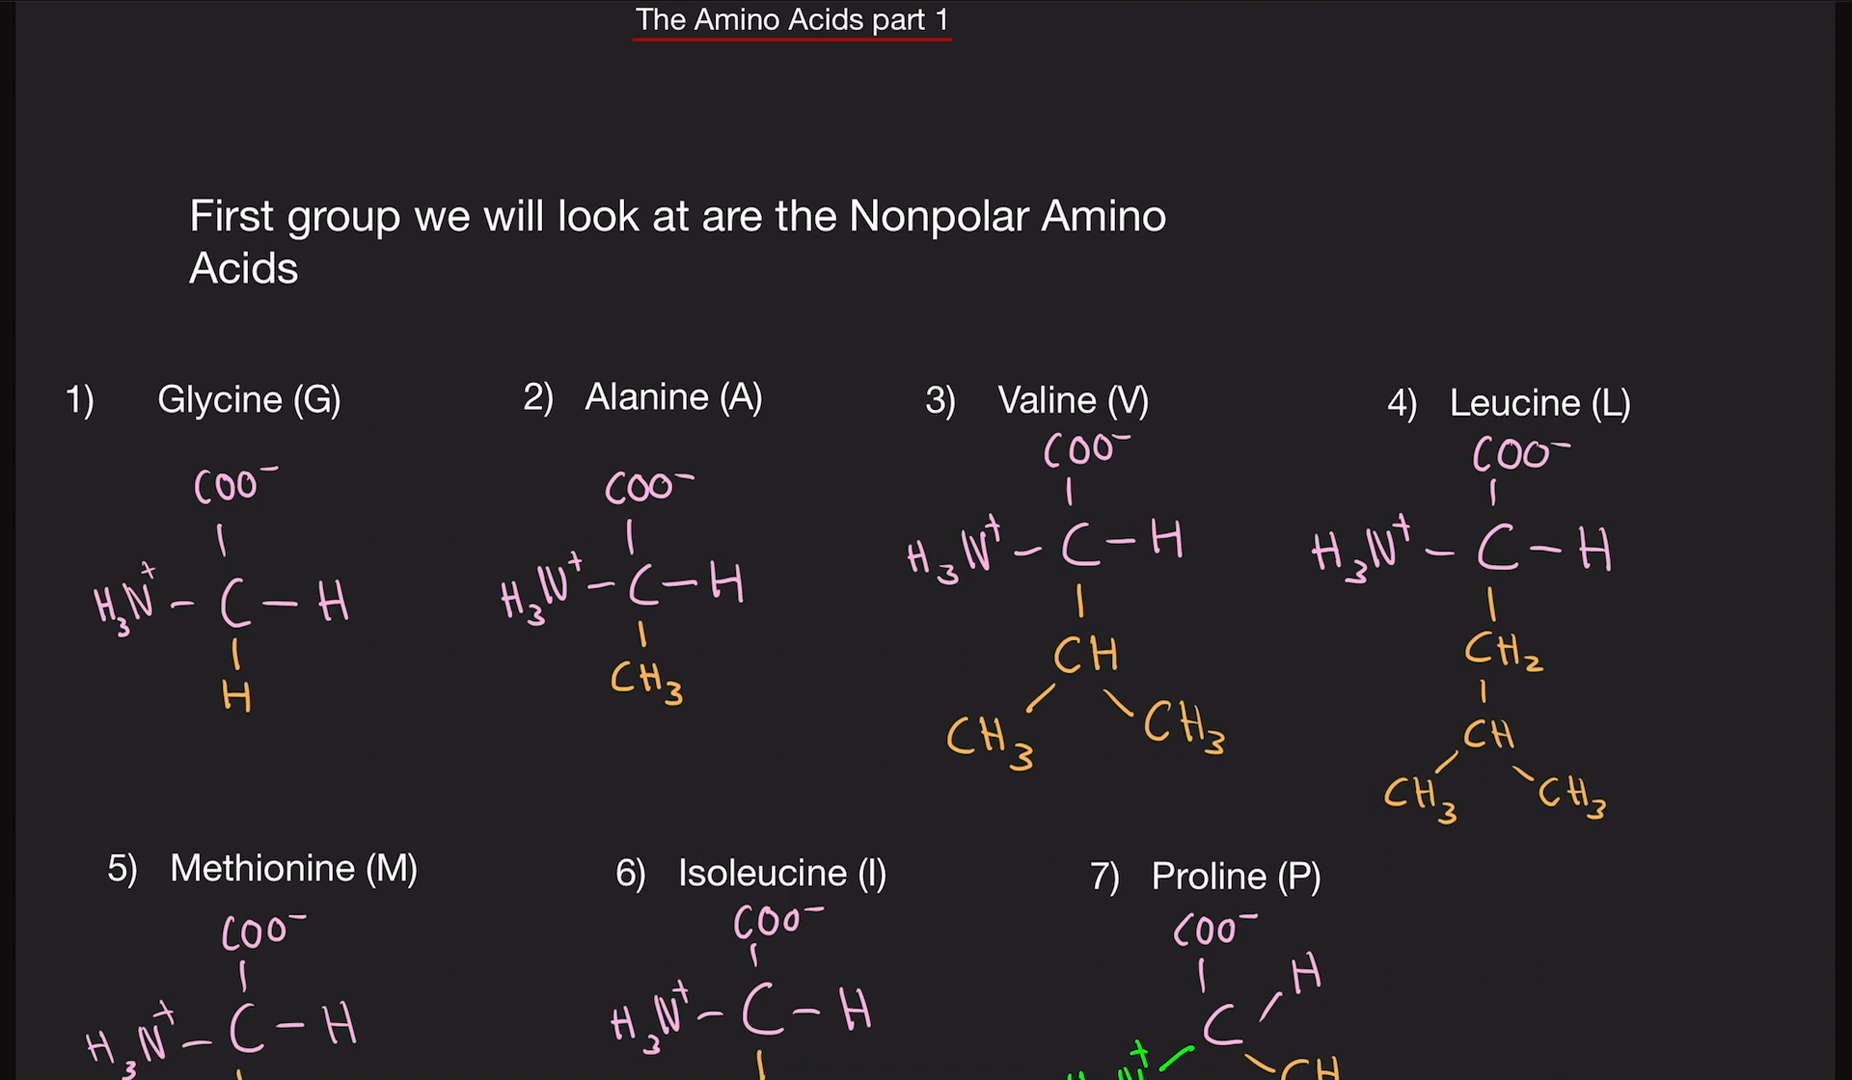 The Amino Acids part 1
First group we will look at are the Nonpolar Amino
Acids
1) Glycine (G) 2) Alanine (A) 3) Valine (V) 4) Leucine (L)
COO⁻ COO⁻ COO⁻ COO⁻
H₃N⁺ – C – H H₃N⁺ – C – H H₃N⁺ – C – H H₃N⁺ – C – H
H CH₃ CH CH₂
CH₃ CH₃ CH
CH₃ CH₃
5) Methionine (M) 6) Isoleucine (I) 7) Proline (P)
COO⁻ COO⁻ COO⁻
H
H₃N⁺ – C – H H₃N⁺ – C – H C
CH